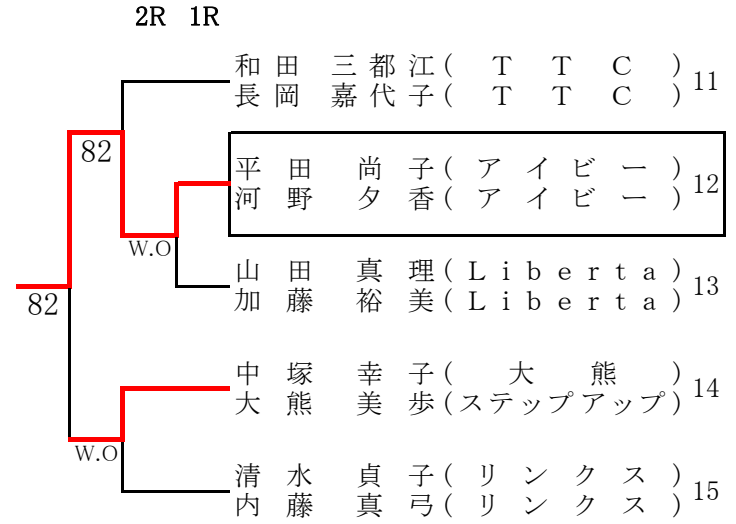 2R 1R
和田 三都江(TTC)
長岡 嘉代子(TTC)
11
82
平田 尚子(アイビー)
河野 夕香(アイビー)
12
W.O
山田 真理(Liberta)
加藤 裕美(Liberta)
13
82
中塚 幸子(大熊)
大熊 美歩(ステップアップ)
14
W.O
清水 貞子(リンクス)
内藤 真弓(リンクス)
15